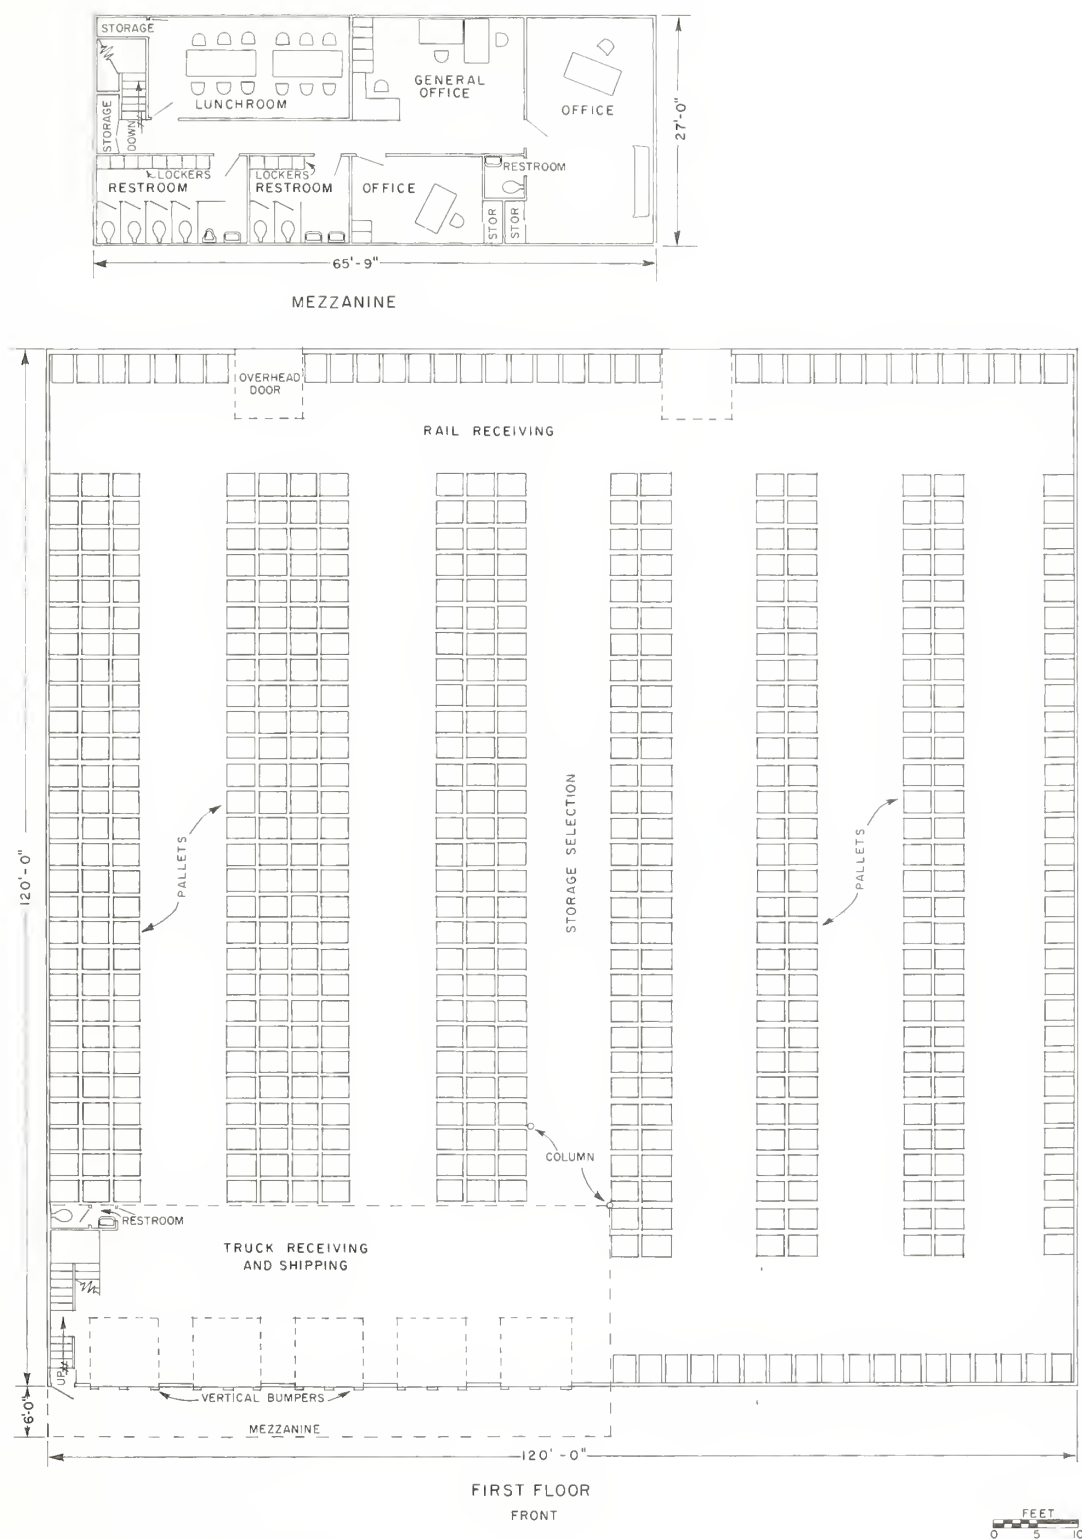 STORAGE
LUNCHROOM
GENERAL
OFFICE
OFFICE
STORAGE
DOWN
27'-0"
LOCKERS
RESTROOM
LOCKERS
RESTROOM
OFFICE
RESTROOM
STOR
STOR
65'-9"
MEZZANINE
OVERHEAD
DOOR
RAIL RECEIVING
PALLETS
STORAGE SELECTION
PALLETS
120'-0"
COLUMN
RESTROOM
TRUCK RECEIVING
AND SHIPPING
UP
VERTICAL BUMPERS
6'-0"
MEZZANINE
120'-0"
FIRST FLOOR
FRONT
FEET
0 5 10